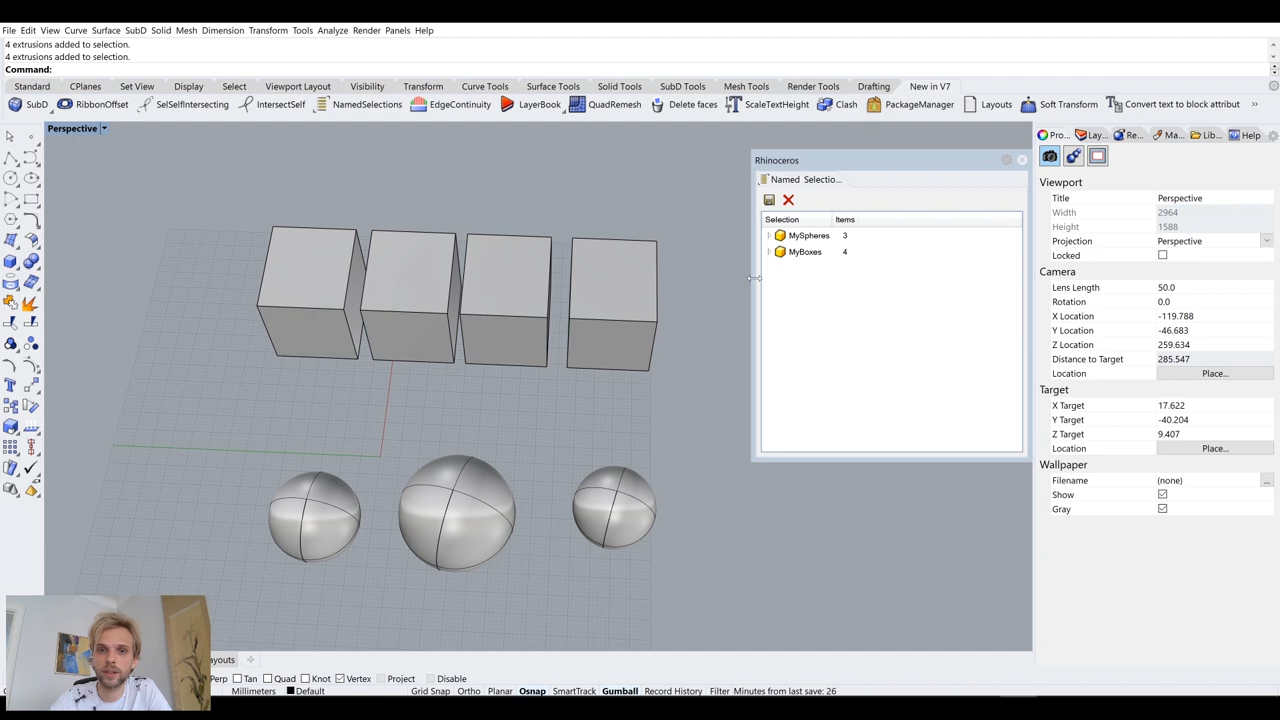 File Edit View Curve Surface SubD Solid Mesh Dimension Transform Tools Analyze Render Panels Help
4 extrusions added to selection.
4 extrusions added to selection.
Command:
Standard CPlanes Set View Display Select Viewport Layout Visibility Transform Curve Tools Surface Tools Solid Tools SubD Tools Mesh Tools Render Tools Drafting New in V7
SubD RibbonOffset SelSelfIntersecting IntersectSelf NamedSelections EdgeContinuity LayerBook QuadRemesh Delete faces ScaleTextHeight Clash PackageManager Layouts Soft Transform Convert text to block attribut
Perspective
Pro... Lay... Re... Ma... Lib... Help
Rhinoceros
Named Selectio...
Selection Items
MySpheres 3
MyBoxes 4
Viewport
Title Perspective
Width 2964
Height 1588
Projection Perspective
Locked
Camera
Lens Length 50.0
Rotation 0.0
X Location -119.788
Y Location -46.683
Z Location 259.634
Distance to Target 285.547
Location Place...
Target
X Target 17.622
Y Target -40.204
Z Target 9.407
Location Place...
Wallpaper
Filename (none) ...
Show
Gray
ayouts
Perp Tan Quad Knot Vertex Project Disable
Millimeters Default Grid Snap Ortho Planar Osnap SmartTrack Gumball Record History Filter Minutes from last save: 26